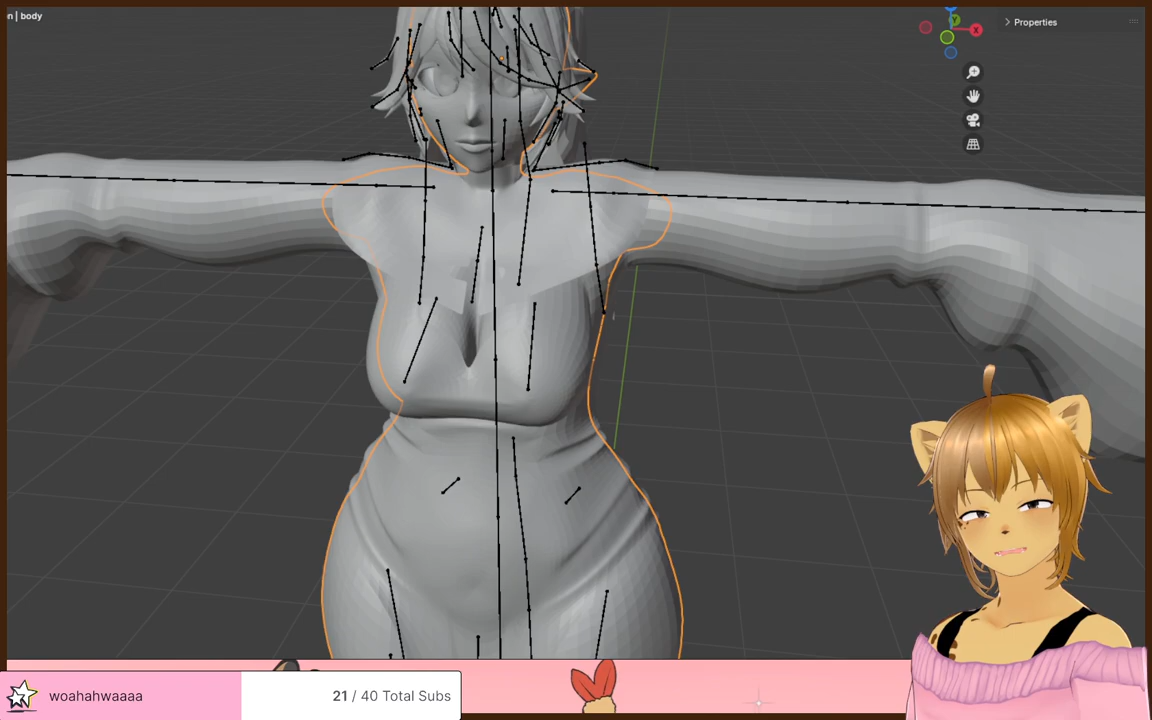 n | body
Properties
X
Y
woahahwaaaa
21 / 40 Total Subs